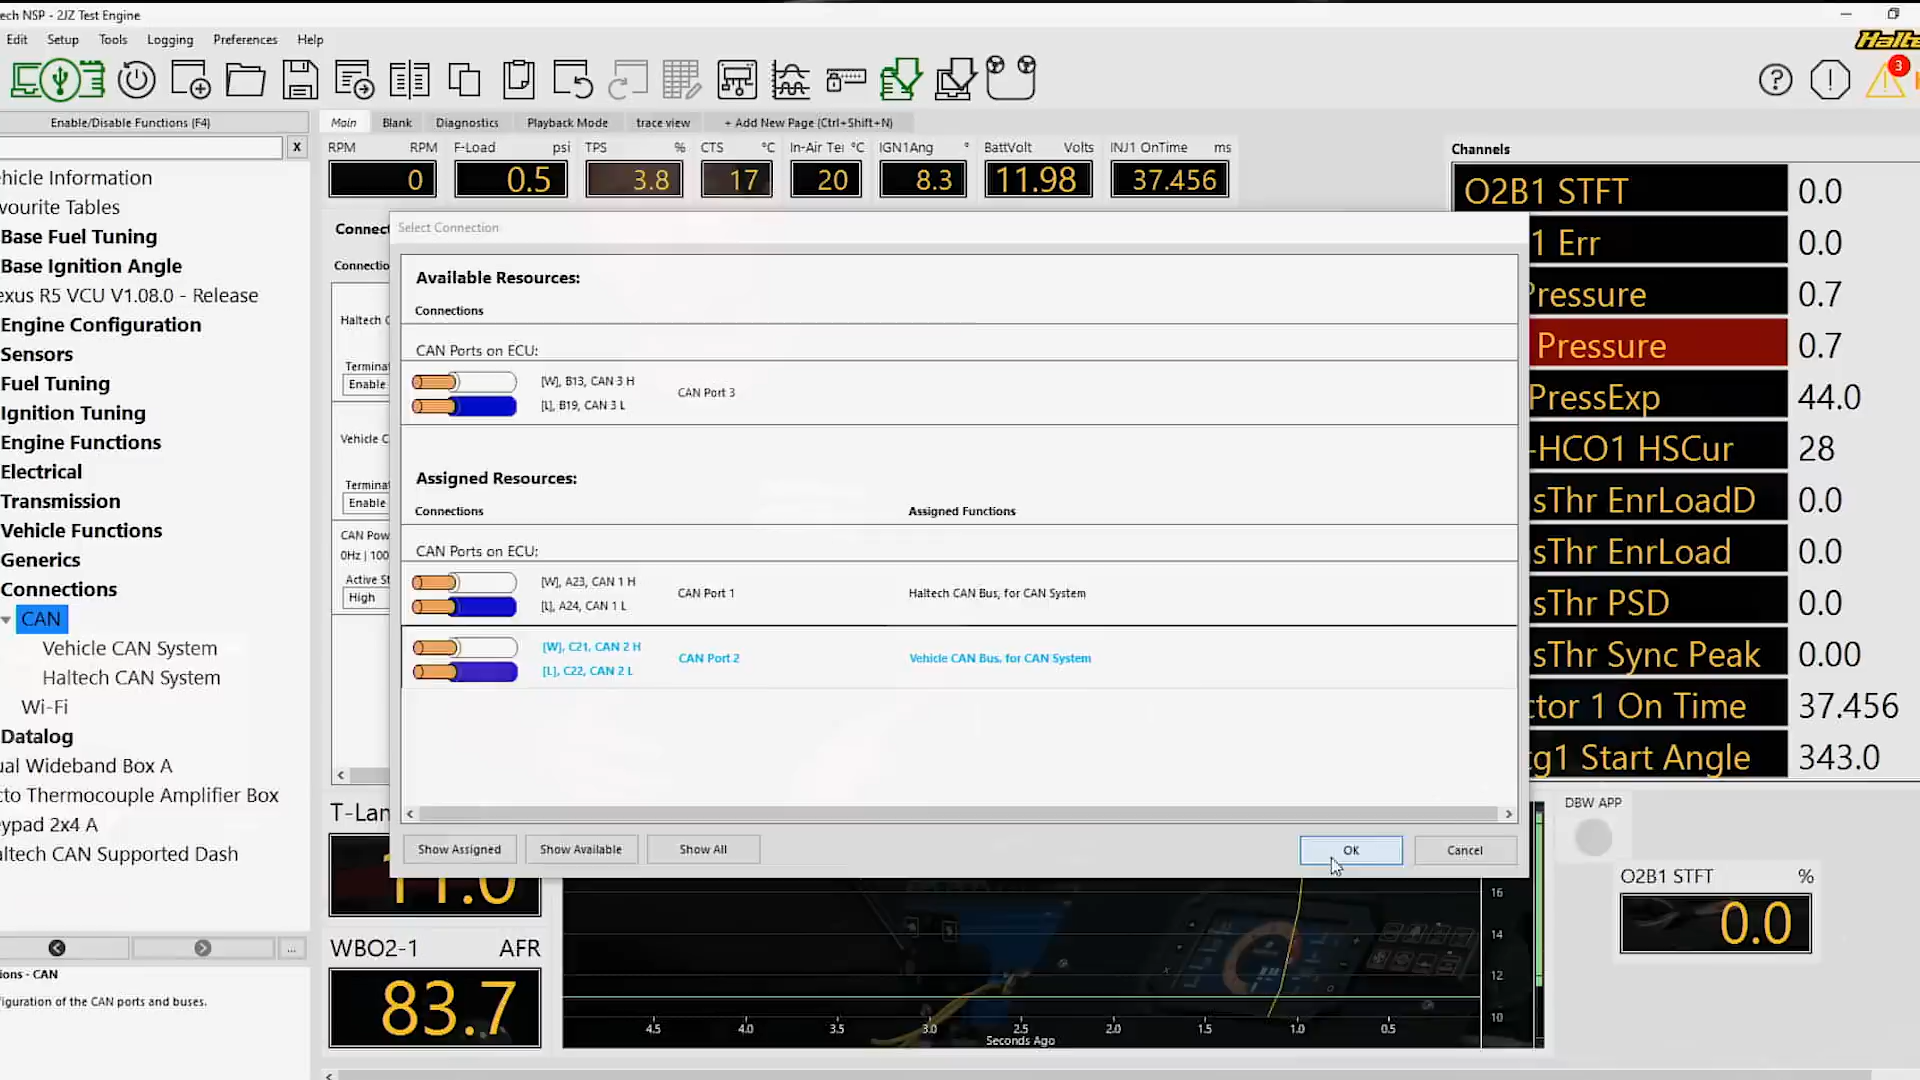 ech NSP - 2JZ Test Engine
Edit Setup Tools Logging Preferences Help
Halte
3
Enable/Disable Functions (F4)
Main Blank Diagnostics Playback Mode trace view + Add New Page (Ctrl+Shift+N)
X
RPM RPM F-Load psi TPS % CTS °C In-Air Tei °C IGN1Ang ° BattVolt Volts INJ1 OnTime ms
0 0.5 3.8 17 20 8.3 11.98 37.456
Channels
O2B1 STFT 0.0
1 Err 0.0
Pressure 0.7
Pressure 0.7
PressExp 44.0
-HCO1 HSCur 28
sThr EnrLoadD 0.0
sThr EnrLoad 0.0
sThr PSD 0.0
sThr Sync Peak 0.00
ctor 1 On Time 37.456
tg1 Start Angle 343.0
hicle Information
vourite Tables
Base Fuel Tuning
Base Ignition Angle
exus R5 VCU V1.08.0 - Release
Engine Configuration
Sensors
Fuel Tuning
Ignition Tuning
Engine Functions
Electrical
Transmission
Vehicle Functions
Generics
Connections
CAN
Vehicle CAN System
Haltech CAN System
Wi-Fi
Datalog
ual Wideband Box A
cto Thermocouple Amplifier Box
eypad 2x4 A
altech CAN Supported Dash
...
ions - CAN
iguration of the CAN ports and buses.
Connect
Connectio
Haltech C
Terminat
Enable
Vehicle C
Terminat
Enable
CAN Pow
0Hz | 100
Active St
High
Select Connection
Available Resources:
Connections
CAN Ports on ECU:
[W], B13, CAN 3 H
[L], B19, CAN 3 L
CAN Port 3
Assigned Resources:
Connections Assigned Functions
CAN Ports on ECU:
[W], A23, CAN 1 H
[L], A24, CAN 1 L
CAN Port 1 Haltech CAN Bus, for CAN System
[W], C21, CAN 2 H
[L], C22, CAN 2 L
CAN Port 2 Vehicle CAN Bus, for CAN System
Show Assigned Show Available Show All OK Cancel
T-Lan
11.0
WBO2-1 AFR
83.7
16
14
12
10
4.5 4.0 3.5 3.0 2.5 2.0 1.5 1.0 0.5
Seconds Ago
DBW APP
O2B1 STFT %
0.0